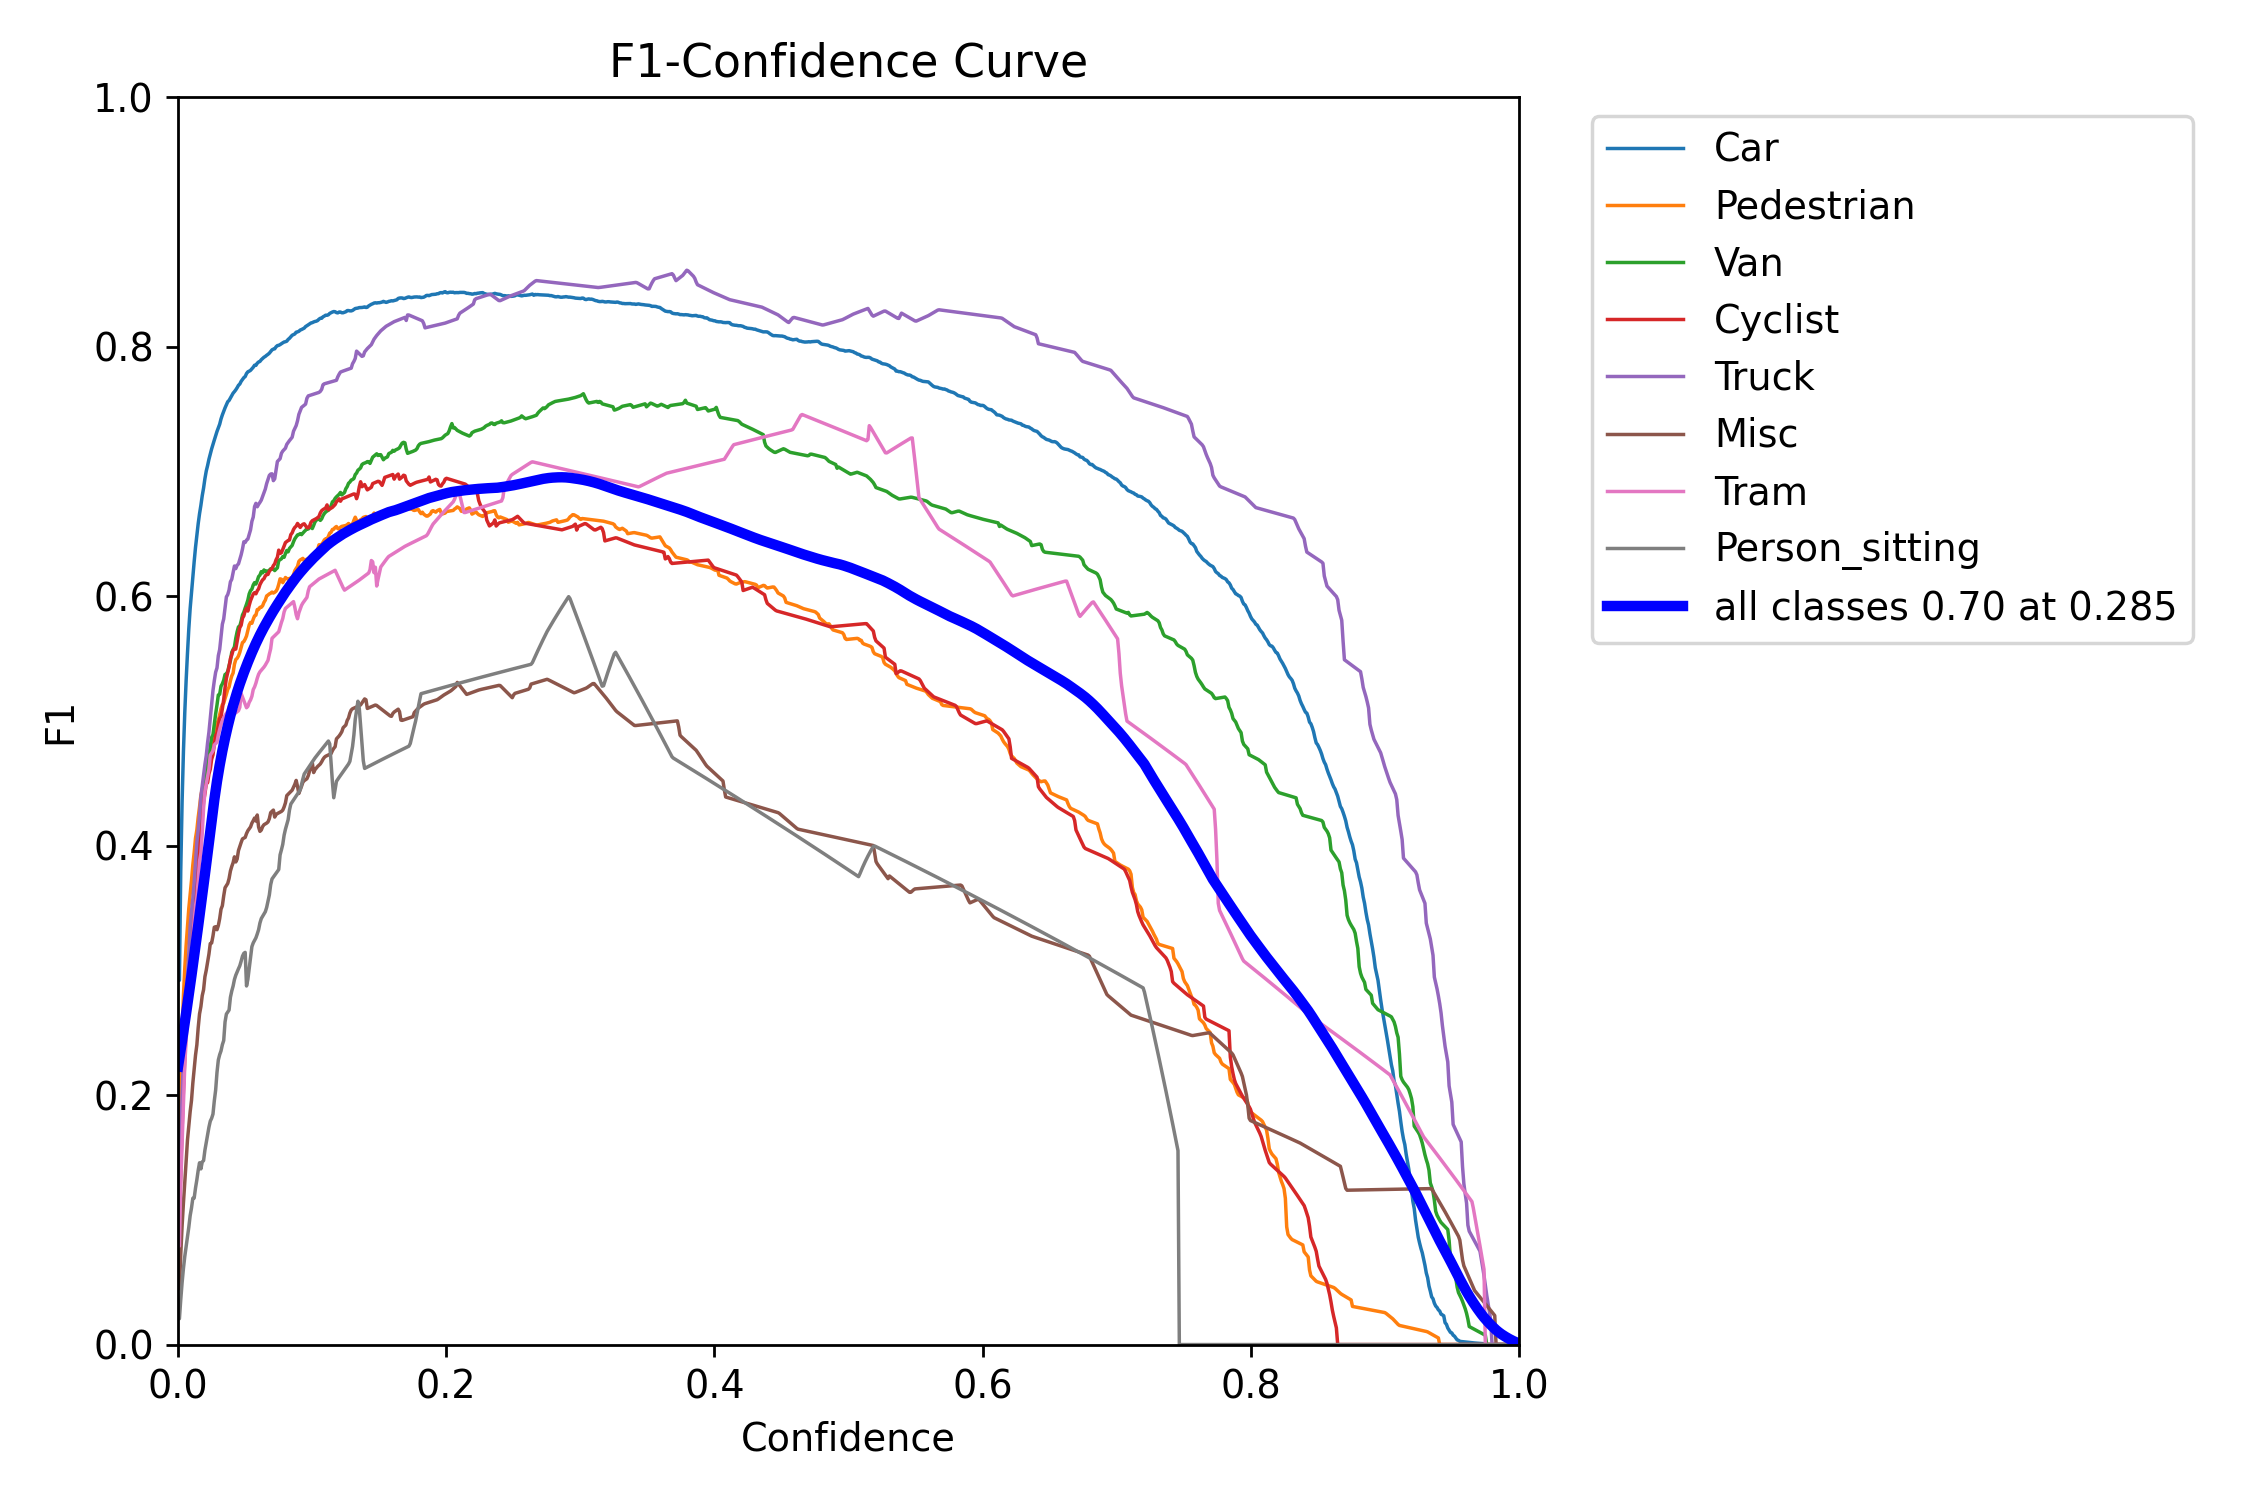 F1-Confidence Curve
1.0
0.8
0.6
0.4
0.2
0.0
F1
0.0 0.2 0.4 0.6 0.8 1.0
Confidence
Car
Pedestrian
Van
Cyclist
Truck
Misc
Tram
Person_sitting
all classes 0.70 at 0.285